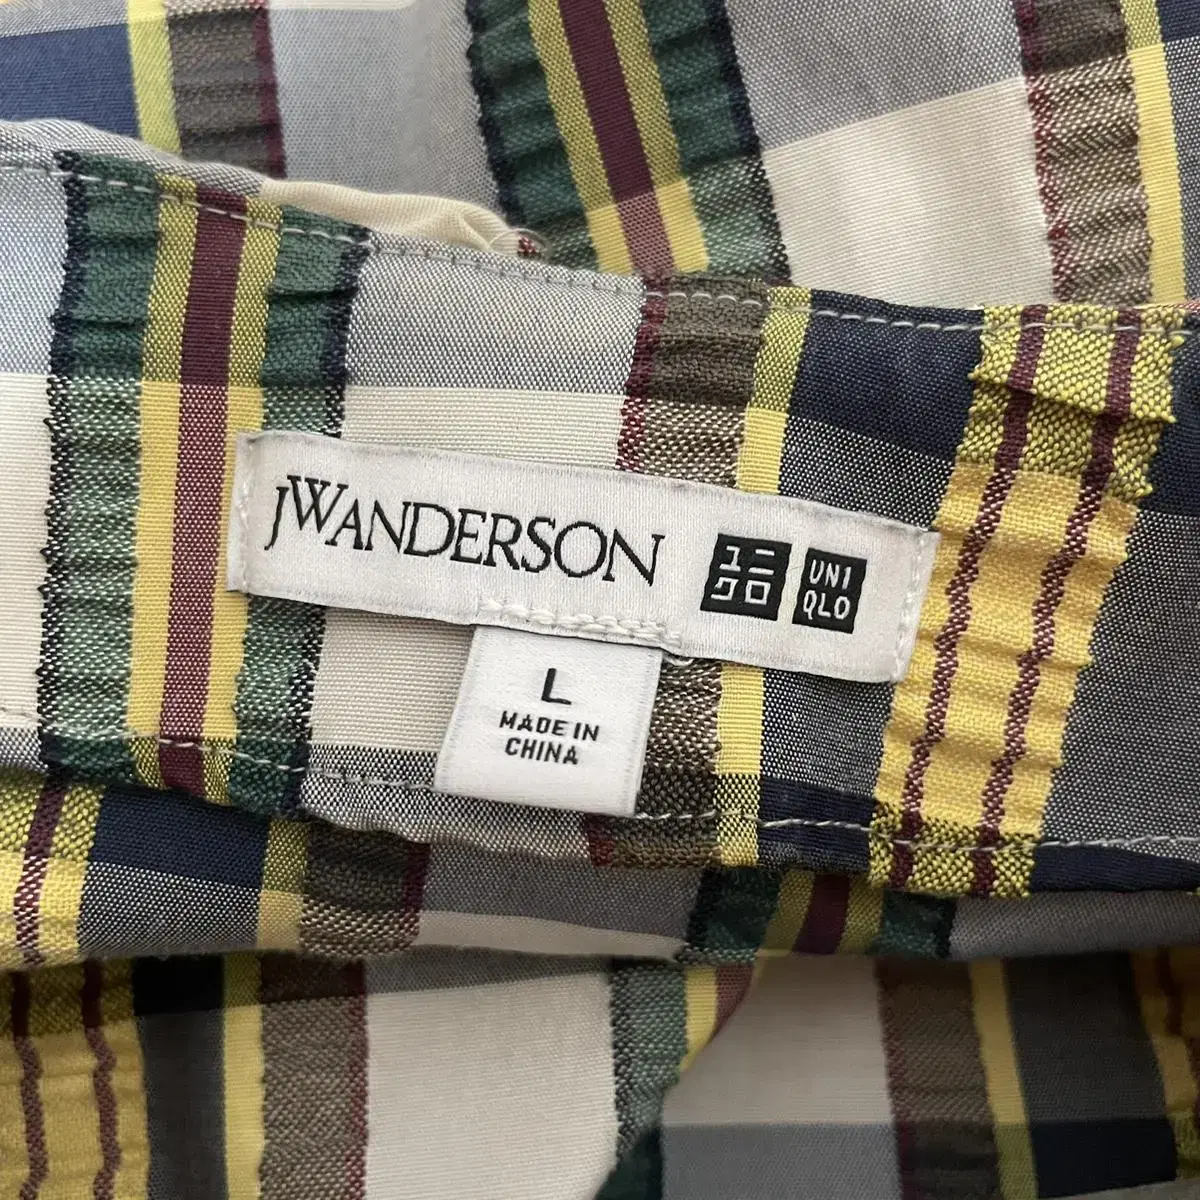 JWANDERSON
ユニ
クロ
UNI
QLO
L
MADE IN
CHINA